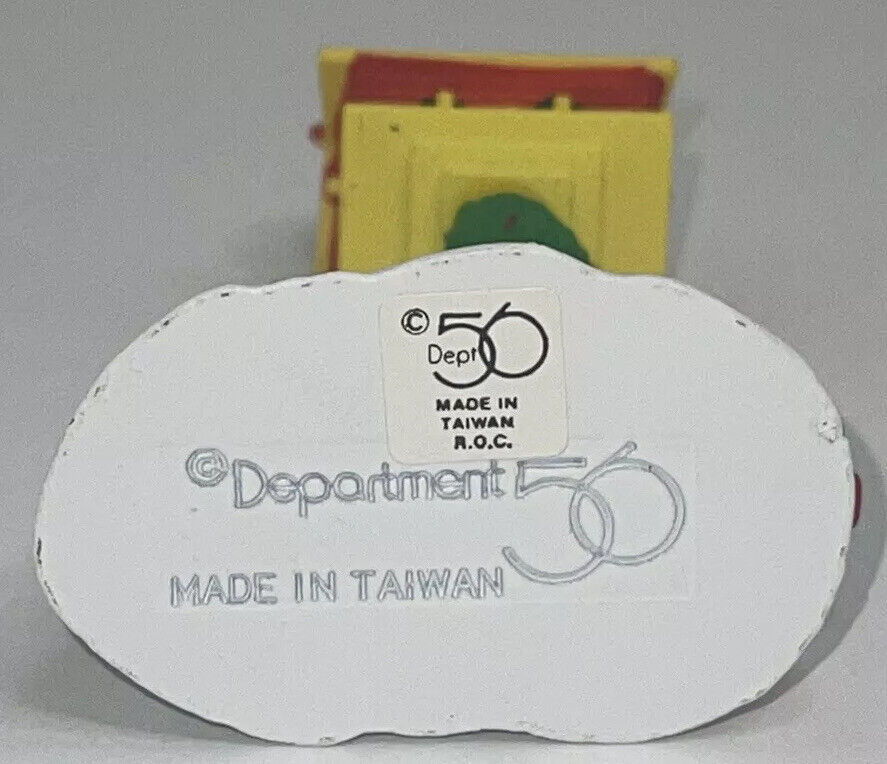 © 56
Dept
MADE IN
TAIWAN
R.O.C.
© Department 56
MADE IN TAIWAN